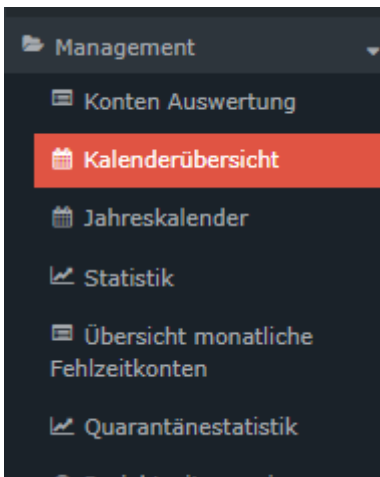 Management
Konten Auswertung
Kalenderübersicht
Jahreskalender
Statistik
Übersicht monatliche
Fehlzeitkonten
Quarantänestatistik